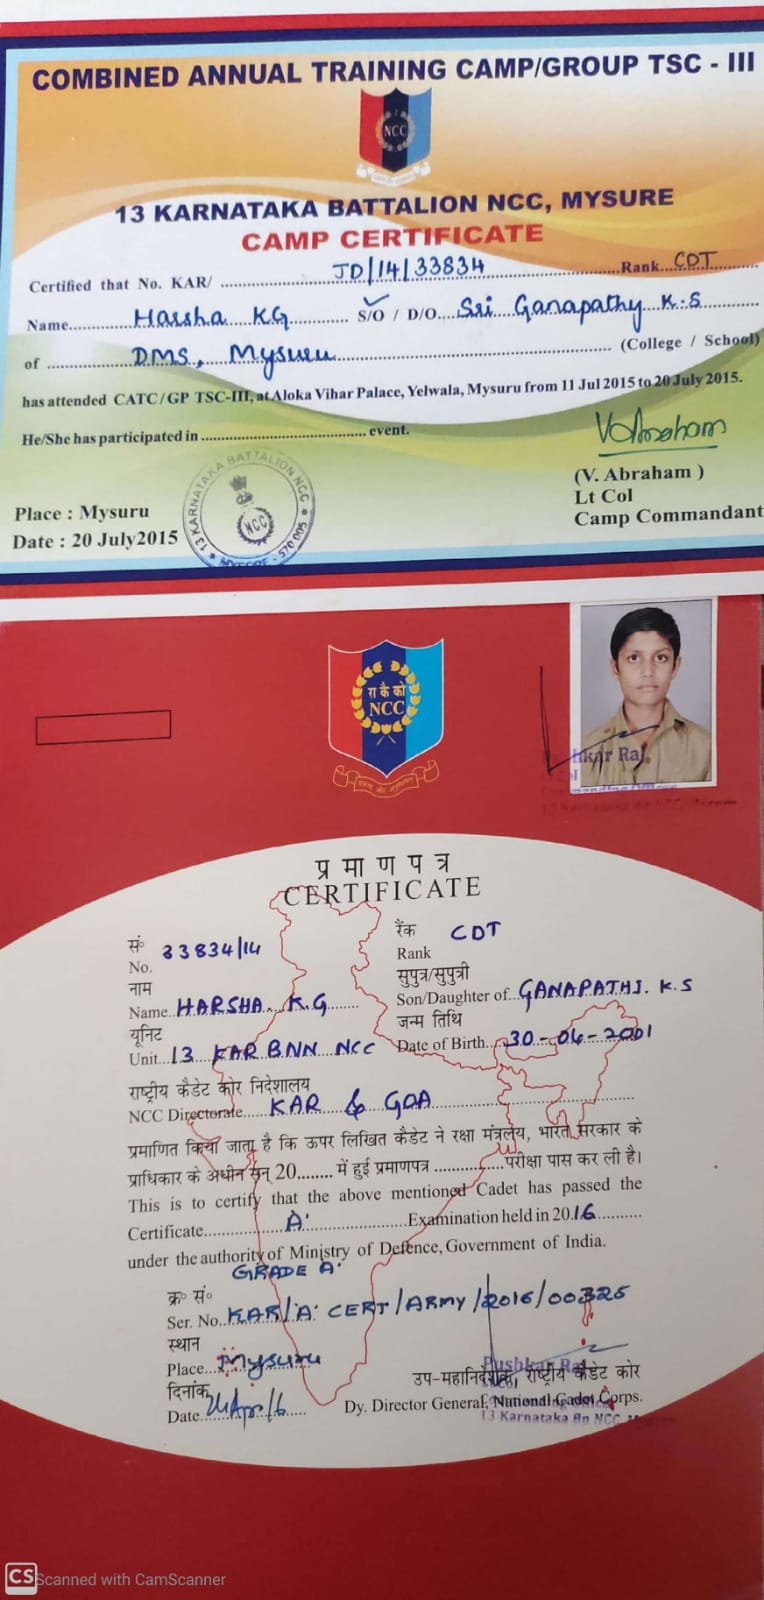 COMBINED ANNUAL TRAINING CAMP/GROUP TSC - III
NCC
13 KARNATAKA BATTALION NCC, MYSURE
CAMP CERTIFICATE
Certified that No. KAR/ JD/14/33834 Rank CDT
Name Harsha KG S/O / D/O Sri Ganapathy K.S
of DMS, Mysuru (College / School)
has attended CATC/GP TSC-III, at Aloka Vihar Palace, Yelwala, Mysuru from 11 Jul 2015 to 20 July 2015.
He/She has participated in event.
VAbraham
(V. Abraham )
Lt Col
Camp Commandant
Place : Mysuru
Date : 20 July2015
★ 13 KARNATAKA BATTALION NCC ★
NCC
570 005
रा कै को
NCC
Pushkar Raj
प्रमाणपत्र
CERTIFICATE
सं० 33834/14 रैंक CDT
No. Rank
नाम सुपुत्र/सुपुत्री
Name HARSHA. K.G Son/Daughter of GANAPATHI. K.S
यूनिट जन्म तिथि
Unit 13 KAR BNN NCC Date of Birth 30-04-2001
राष्ट्रीय कैडेट कोर निदेशालय
NCC Directorate KAR & GOA
प्रमाणित किया जाता है कि ऊपर लिखित कैडेट ने रक्षा मंत्रलय, भारत सरकार के
प्राधिकार के अधीन सन् 20........ में हुई प्रमाणपत्र ..............परीक्षा पास कर ली है।
This is to certify that the above mentioned Cadet has passed the
Certificate 'A' Examination held in 2016
under the authority of Ministry of Defence, Government of India.
GRADE A'
क्र० सं०
Ser. No. KAR/'A' CERT/ARMY/2016/00325
स्थान
Place Mysuru
दिनांक
Date 24 Apr/16
उप-महानिदेशक, राष्ट्रीय कैडेट कोर
Dy. Director General, National Cadet Corps.
Pushkar Raj
13 Karnataka Bn NCC
CS Scanned with CamScanner